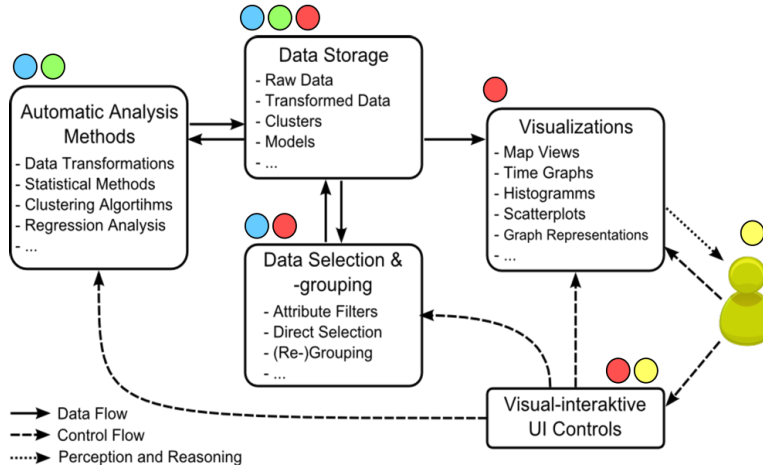 Data Storage
- Raw Data
- Transformed Data
- Clusters
- Models
- ...
Automatic Analysis
Methods
- Data Transformations
- Statistical Methods
- Clustering Algortihms
- Regression Analysis
- ...
Visualizations
- Map Views
- Time Graphs
- Histogramms
- Scatterplots
- Graph Representations
- ...
Data Selection &
-grouping
- Attribute Filters
- Direct Selection
- (Re-)Grouping
- ...
Visual-interaktive
UI Controls
Data Flow
Control Flow
Perception and Reasoning